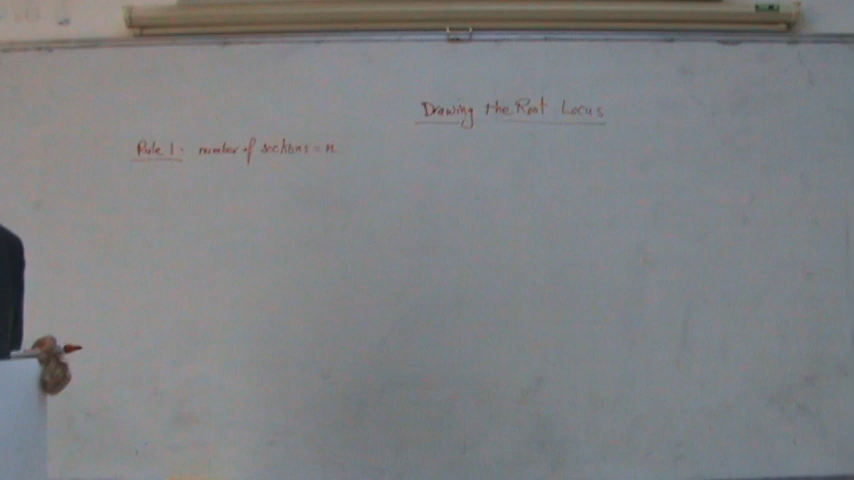 Drawing the Root Locus
Rule 1: number of sections = n